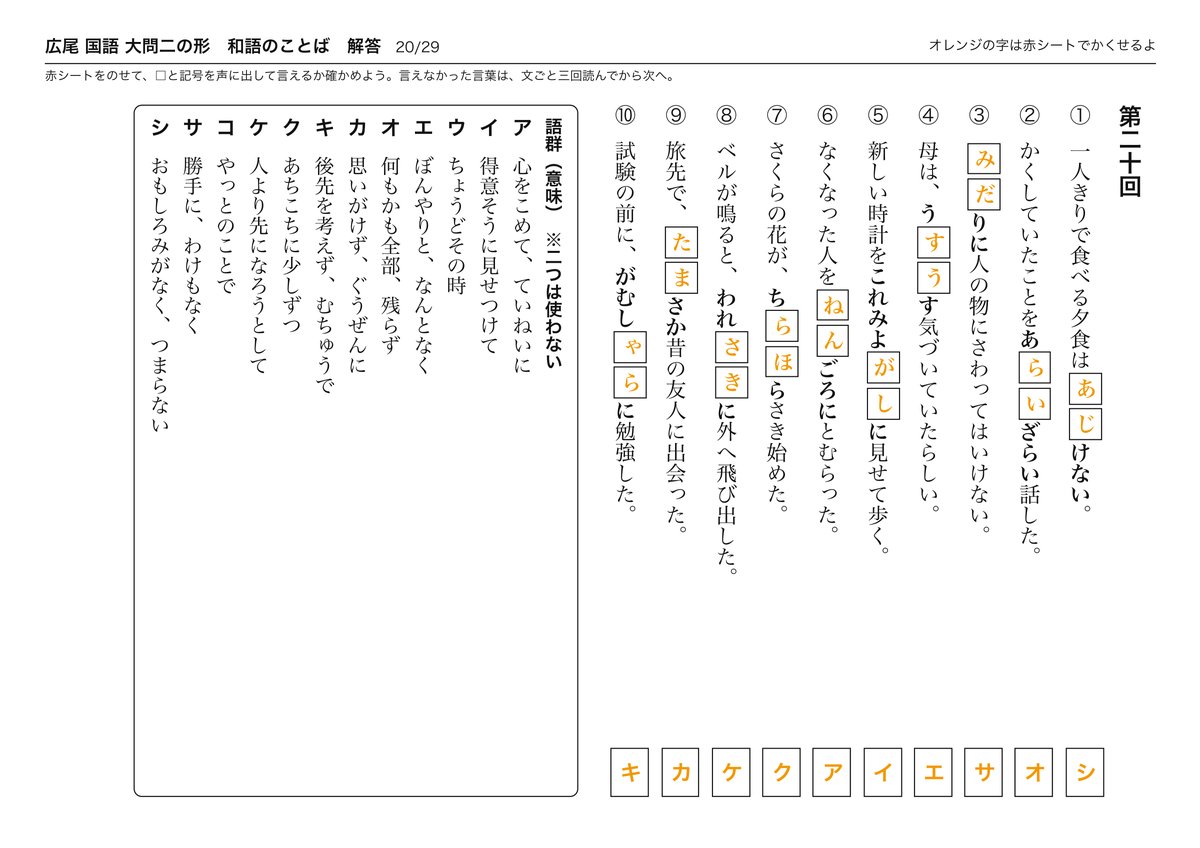 広尾 国語 大問二の形　和語のことば　解答　20/29
オレンジの字は赤シートでかくせるよ
赤シートをのせて、□と記号を声に出して言えるか確かめよう。言えなかった言葉は、文ごと三回読んでから次へ。
第二十回
① 一人きりで食べる夕食はあじけない。 シ
② かくしていたことをあらいざらい話した。 オ
③ みだりに人の物にさわってはいけない。 サ
④ 母は、うすうす気づいていたらしい。 エ
⑤ 新しい時計をこれみよがしに見せて歩く。 イ
⑥ なくなった人をねんごろにとむらった。 ア
⑦ さくらの花が、ちらほらさき始めた。 ク
⑧ ベルが鳴ると、われさきに外へ飛び出した。 ケ
⑨ 旅先で、たまさか昔の友人に出会った。 カ
⑩ 試験の前に、がむしゃらに勉強した。 キ
語群（意味）　※二つは使わない
ア　心をこめて、ていねいに
イ　得意そうに見せつけて
ウ　ちょうどその時
エ　ぼんやりと、なんとなく
オ　何もかも全部、残らず
カ　思いがけず、ぐうぜんに
キ　後先を考えず、むちゅうで
ク　あちこちに少しずつ
ケ　人より先になろうとして
コ　やっとのことで
サ　勝手に、わけもなく
シ　おもしろみがなく、つまらない